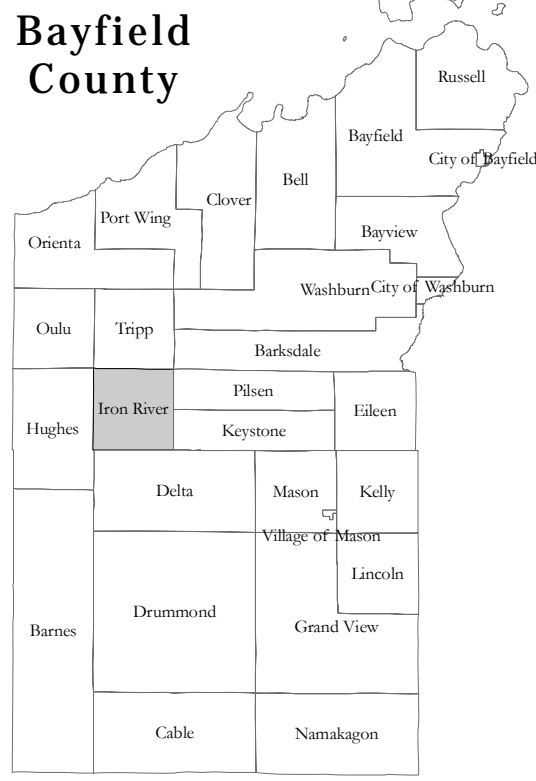 Bayfield
County
Russell
Bayfield
City of Bayfield
Bell
Clover
Port Wing
Bayview
Orienta
Washburn
City of Washburn
Oulu
Tripp
Barksdale
Pilsen
Iron River
Eileen
Hughes
Keystone
Delta
Mason
Kelly
Village of Mason
Lincoln
Drummond
Grand View
Barnes
Cable
Namakagon